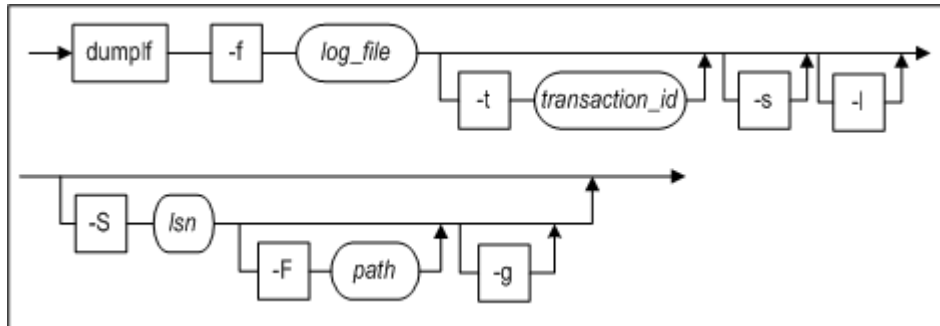 dumplf -f log_file
-t transaction_id -s -l
-S lsn
-F path -g